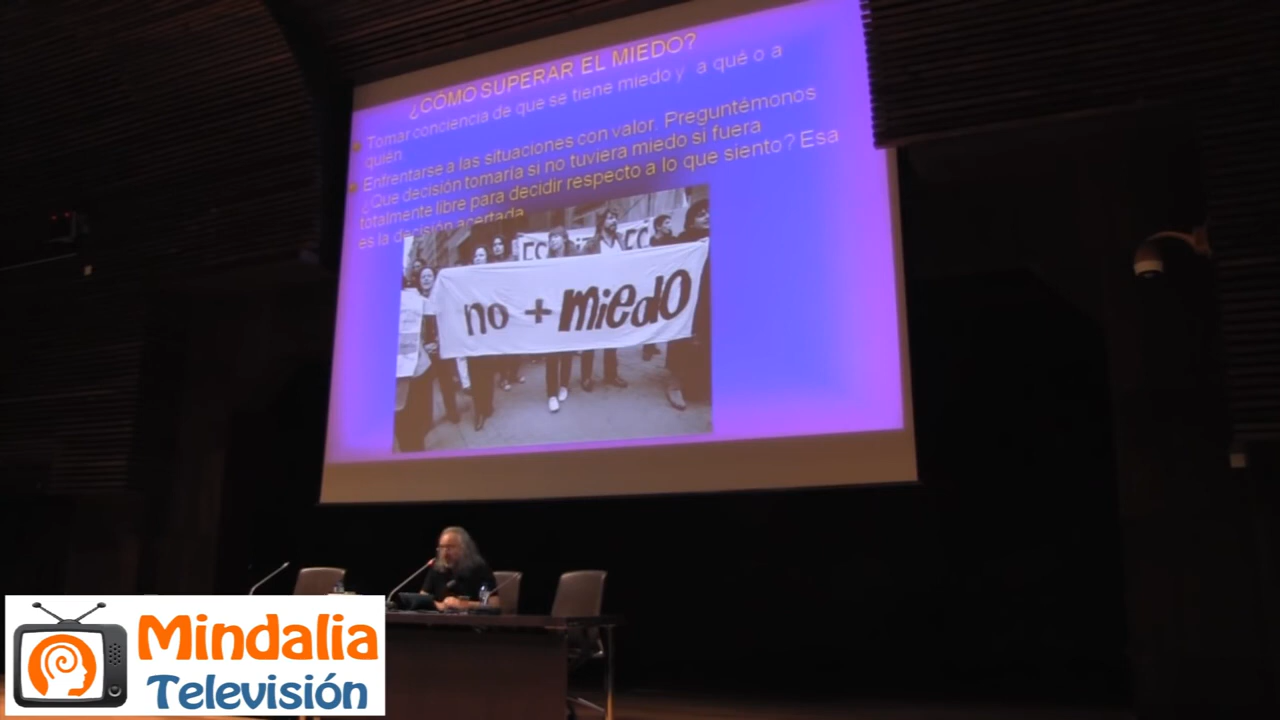 ¿CÓMO SUPERAR EL MIEDO?
Tomar conciencia de que se tiene miedo y a qué o a
quién
Enfrentarse a las situaciones con valor. Preguntémonos
¿Que decisión tomaría si no tuviera miedo si fuera
totalmente libre para decidir respecto a lo que siento? Esa
es la decisión acertada
no + miedo
Mindalia
Televisión